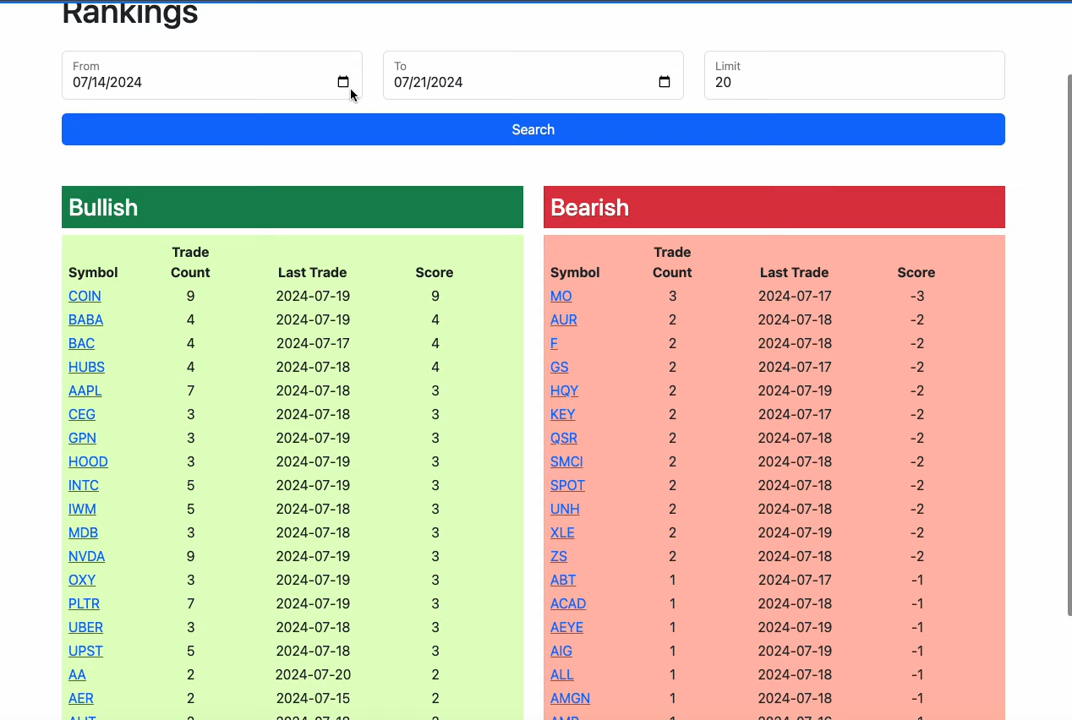 Rankings
From
07/14/2024
To
07/21/2024
Limit
20
Search
Bullish
Symbol Trade Count Last Trade Score
COIN 9 2024-07-19 9
BABA 4 2024-07-19 4
BAC 4 2024-07-17 4
HUBS 4 2024-07-18 4
AAPL 7 2024-07-18 3
CEG 3 2024-07-18 3
GPN 3 2024-07-19 3
HOOD 3 2024-07-19 3
INTC 5 2024-07-19 3
IWM 5 2024-07-18 3
MDB 3 2024-07-19 3
NVDA 9 2024-07-19 3
OXY 3 2024-07-19 3
PLTR 7 2024-07-19 3
UBER 3 2024-07-18 3
UPST 5 2024-07-18 3
AA 2 2024-07-20 2
AER 2 2024-07-15 2
Bearish
Symbol Trade Count Last Trade Score
MO 3 2024-07-17 -3
AUR 2 2024-07-18 -2
F 2 2024-07-18 -2
GS 2 2024-07-17 -2
HQY 2 2024-07-19 -2
KEY 2 2024-07-17 -2
QSR 2 2024-07-18 -2
SMCI 2 2024-07-18 -2
SPOT 2 2024-07-18 -2
UNH 2 2024-07-18 -2
XLE 2 2024-07-19 -2
ZS 2 2024-07-18 -2
ABT 1 2024-07-17 -1
ACAD 1 2024-07-18 -1
AEYE 1 2024-07-19 -1
AIG 1 2024-07-19 -1
ALL 1 2024-07-18 -1
AMGN 1 2024-07-18 -1